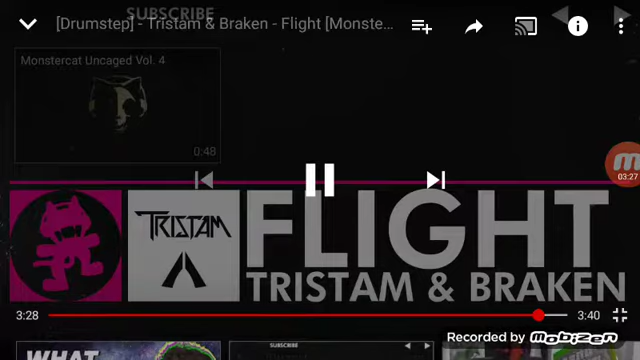 SUBSCRIBE
[Drumstep] - Tristam & Braken - Flight [Monste...
Monstercat Uncaged Vol. 4
0:48
03:27
TRISTAM
FLIGHT
TRISTAM & BRAKEN
3:28
3:40
Recorded by mobizen
WHAT
SUBSCRIBE